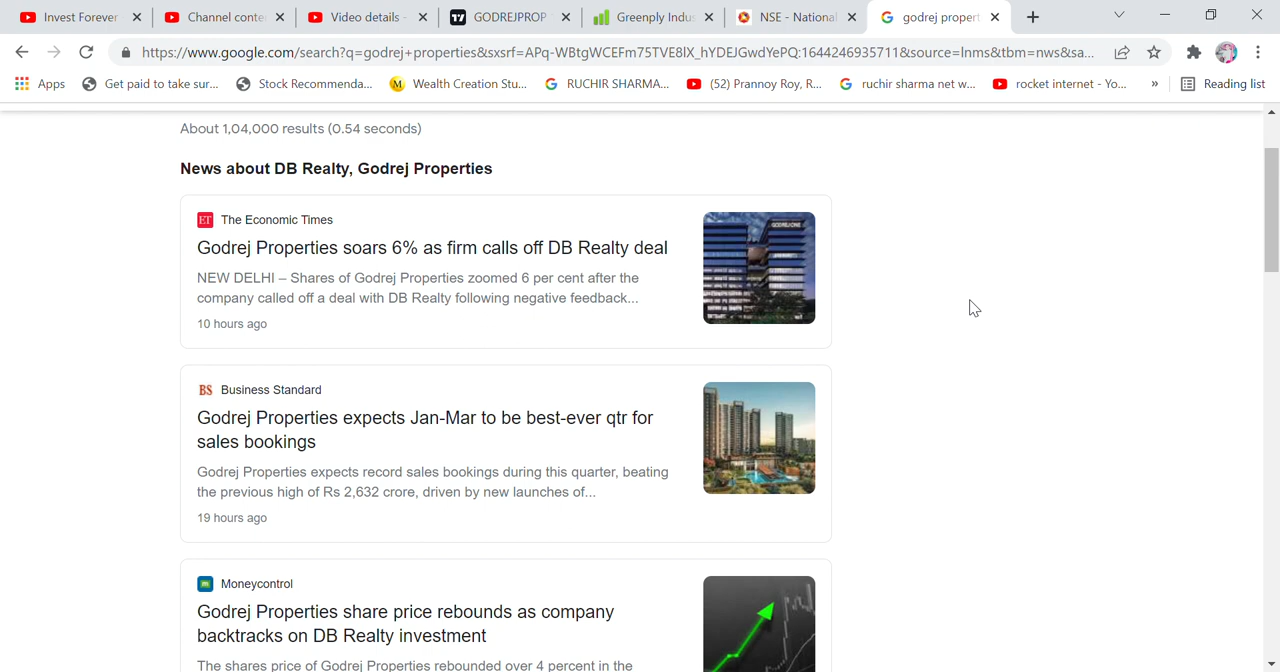 Invest Forever
Channel conte
Video details -
GODREJPROP
Greenply Indus
NSE - National
godrej propert
https://www.google.com/search?q=godrej+properties&sxsrf=APq-WBtgWCEFm75TVE8IX_hYDEJGwdYePQ:1644246935711&source=lnms&tbm=nws&sa...
Apps
Get paid to take sur...
Stock Recommenda...
Wealth Creation Stu...
RUCHIR SHARMA...
(52) Prannoy Roy, R...
ruchir sharma net w...
rocket internet - Yo...
»
Reading list
About 1,04,000 results (0.54 seconds)
News about DB Realty, Godrej Properties
ET The Economic Times
Godrej Properties soars 6% as firm calls off DB Realty deal
NEW DELHI – Shares of Godrej Properties zoomed 6 per cent after the
company called off a deal with DB Realty following negative feedback...
10 hours ago
GODREJ ONE
BS Business Standard
Godrej Properties expects Jan-Mar to be best-ever qtr for
sales bookings
Godrej Properties expects record sales bookings during this quarter, beating
the previous high of Rs 2,632 crore, driven by new launches of...
19 hours ago
m Moneycontrol
Godrej Properties share price rebounds as company
backtracks on DB Realty investment
The shares price of Godrej Properties rebounded over 4 percent in the